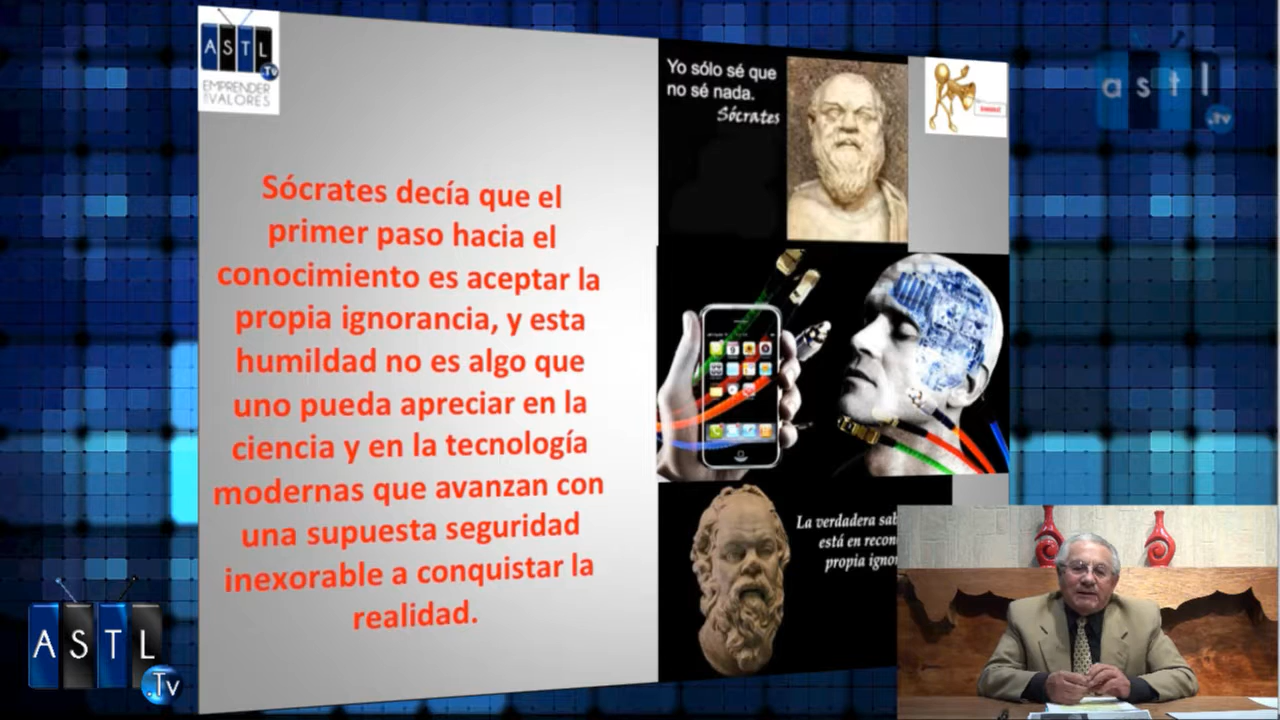 ASTL
Tv
EMPRENDER
CON VALORES
Sócrates decía que el
primer paso hacia el
conocimiento es aceptar la
propia ignorancia, y esta
humildad no es algo que
uno pueda apreciar en la
ciencia y en la tecnología
modernas que avanzan con
una supuesta seguridad
inexorable a conquistar la
realidad.
Yo sólo sé que
no sé nada.
Sócrates
La verdadera sab
está en recon
propia ignor
astl
.tv
ASTL
.Tv